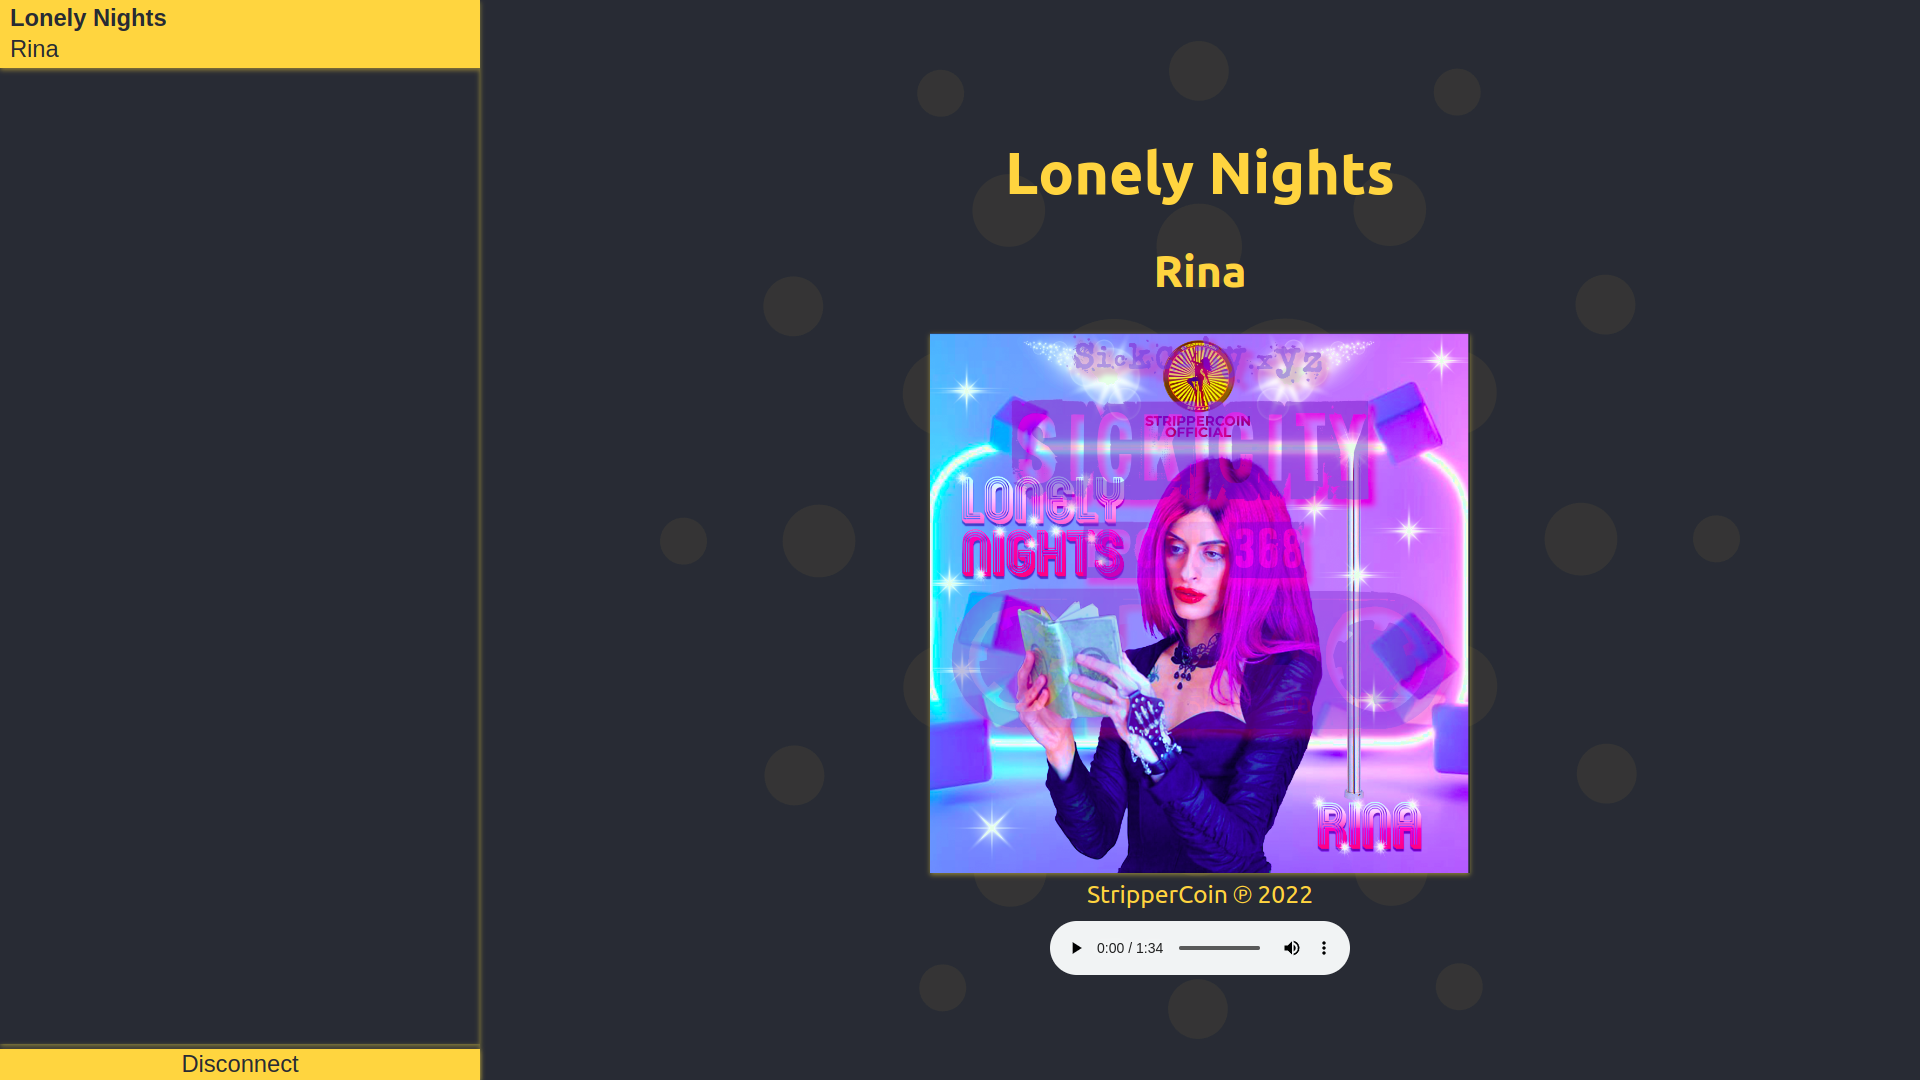 Lonely Nights
Rina
Disconnect
Lonely Nights
Rina
SickCity.xyz
STRIPPERCOIN
OFFICIAL
SICKCITY
LONELY
NIGHTS
368
RINA
StripperCoin ℗ 2022
0:00 / 1:34